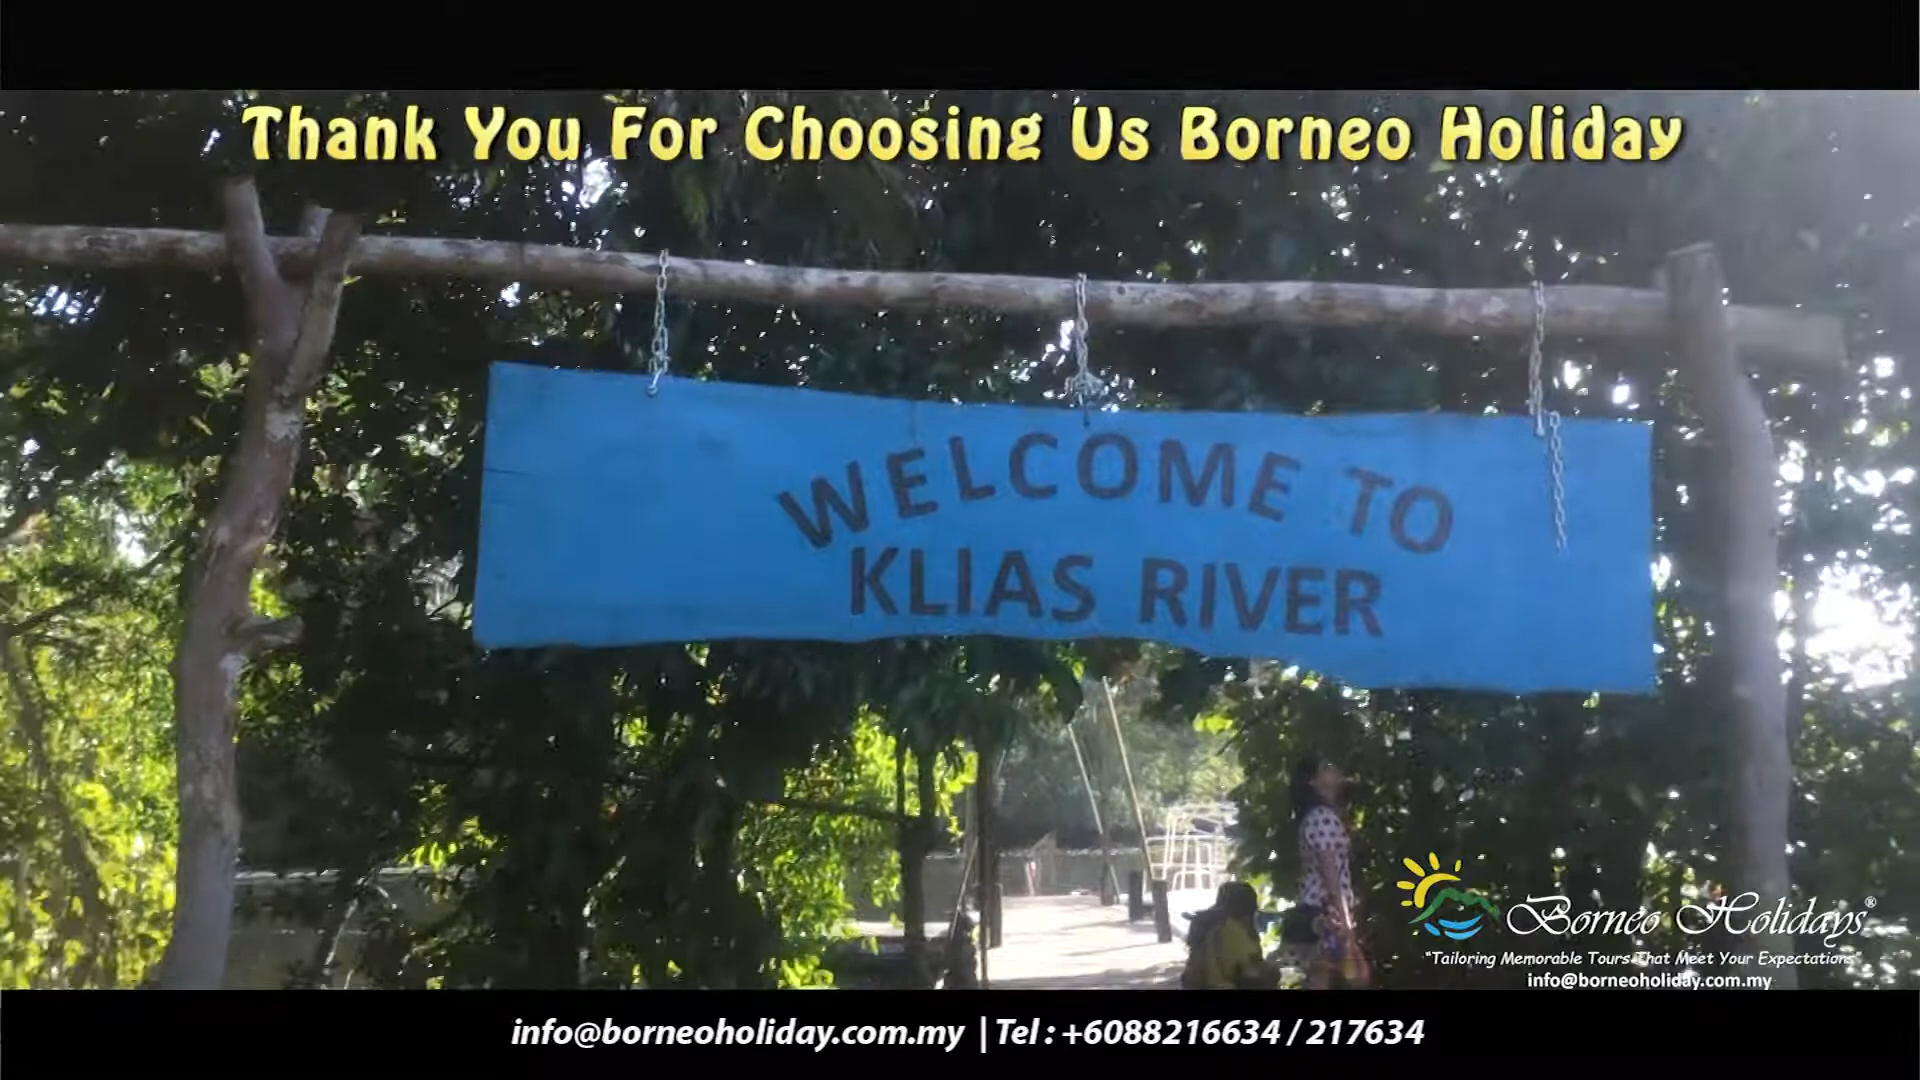 Thank You For Choosing Us Borneo Holiday
WELCOME TO
KLIAS RIVER
Borneo Holidays®
"Tailoring Memorable Tours That Meet Your Expectations"
info@borneoholiday.com.my
info@borneoholiday.com.my | Tel : +6088216634 / 217634